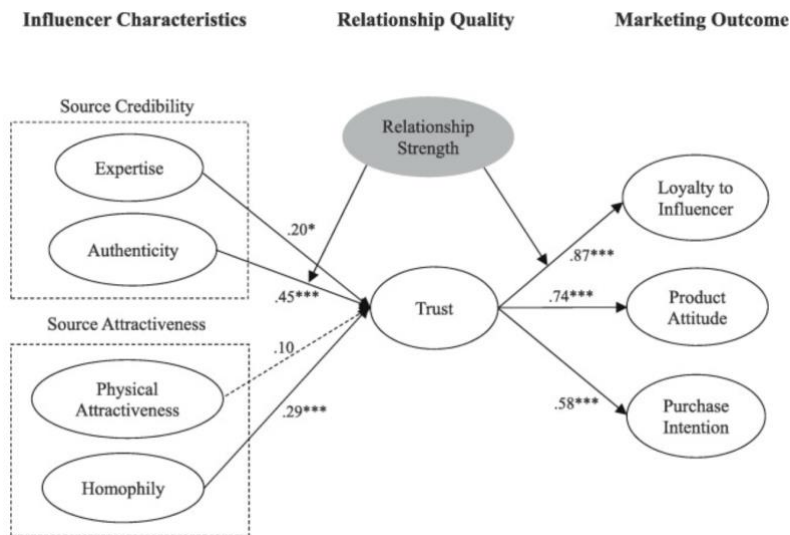 Influencer Characteristics
Relationship Quality
Marketing Outcome
Source Credibility
Expertise
Authenticity
Source Attractiveness
Physical
Attractiveness
Homophily
Relationship
Strength
.20*
.45***
.10
.29***
Trust
.87***
.74***
.58***
Loyalty to
Influencer
Product
Attitude
Purchase
Intention